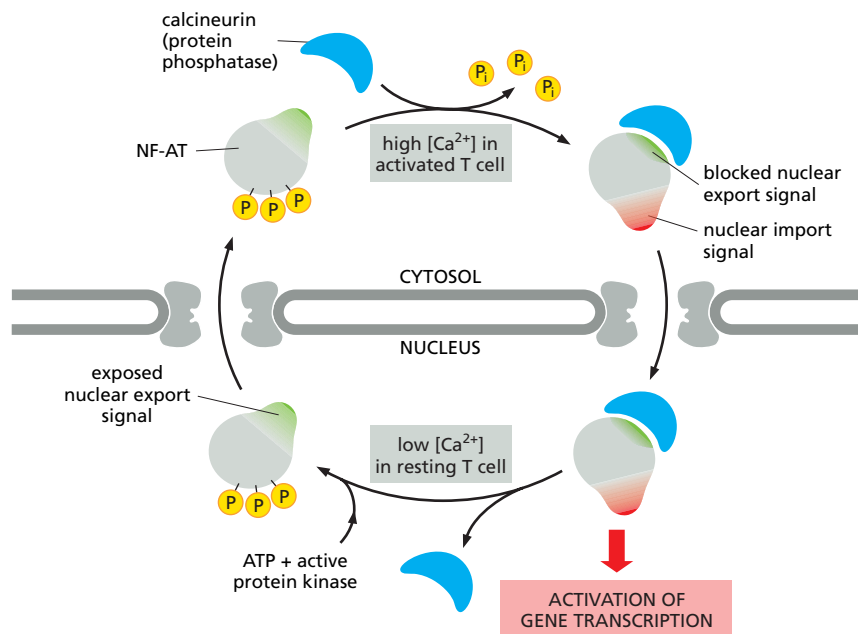 calcineurin
(protein
phosphatase)
Pi
Pi
Pi
NF-AT
high [Ca²⁺] in
activated T cell
blocked nuclear
export signal
nuclear import
signal
P P P
CYTOSOL
NUCLEUS
exposed
nuclear export
signal
low [Ca²⁺]
in resting T cell
P P P
ATP + active
protein kinase
ACTIVATION OF
GENE TRANSCRIPTION